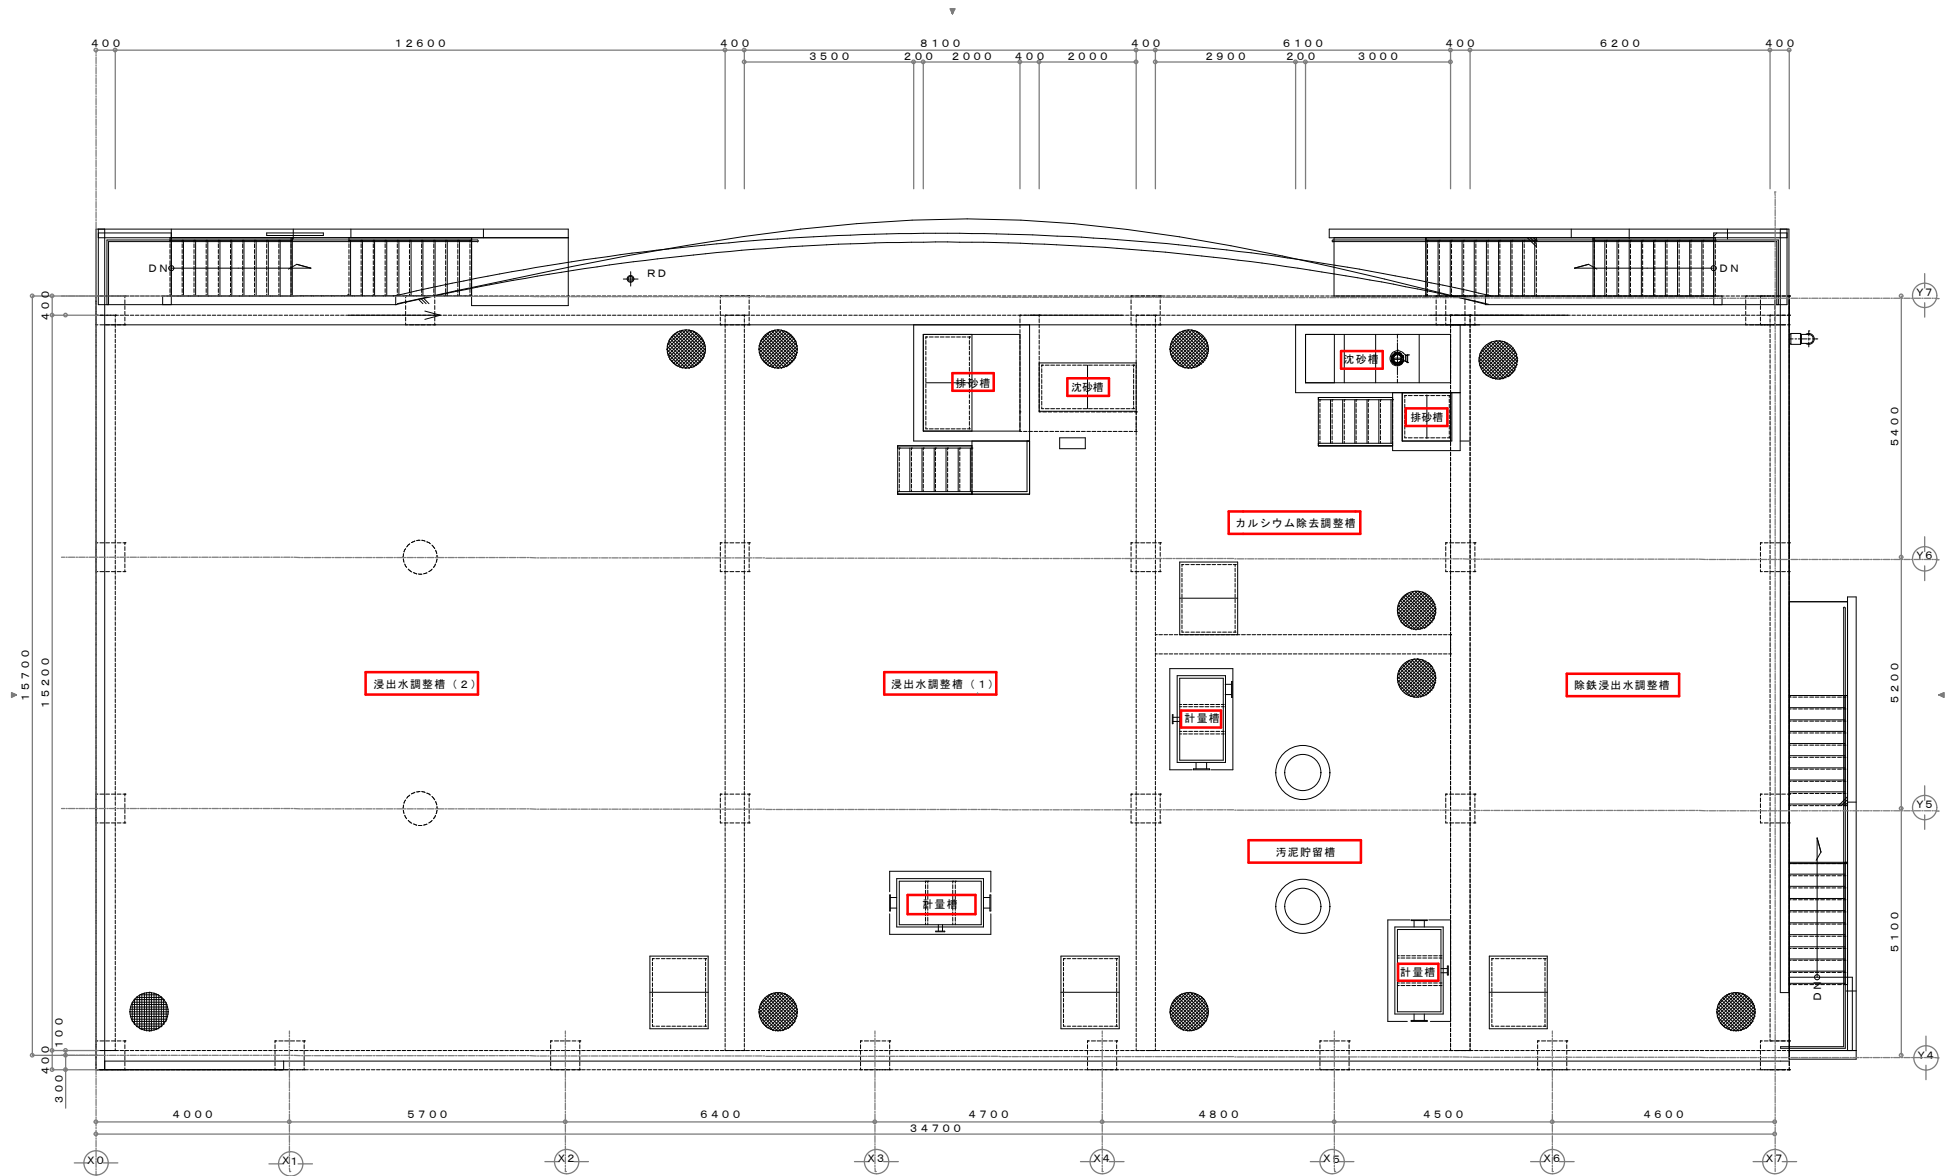 400 12600 400 8100 400 6100 400 6200 400
3500 200 2000 400 2000 2900 200 3000
DN
RD
DN
Y7
400
沈砂槽
排砂槽
沈砂槽
排砂槽
5400
カルシウム除去調整槽
Y6
15700
15200
浸出水調整槽(2)
浸出水調整槽(1)
除鉄浸出水調整槽
5200
計量槽
Y5
汚泥貯留槽
計量槽
5100
計量槽
DN
100
400
300
Y4
4000 5700 6400 4700 4800 4500 4600
34700
X0 X1 X2 X3 X4 X5 X6 X7